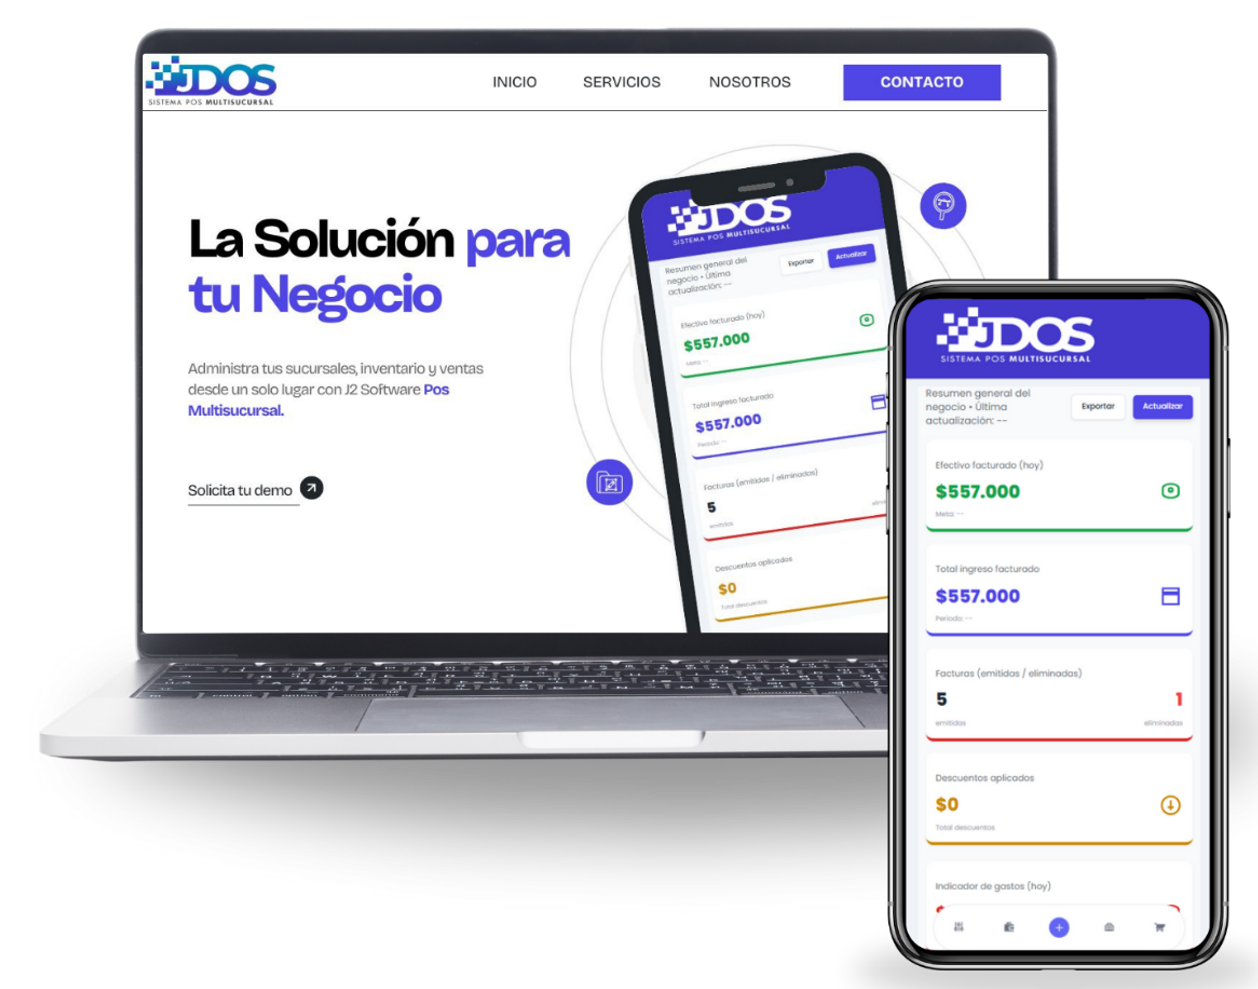 JDOS
SISTEMA POS MULTISUCURSAL
INICIO
SERVICIOS
NOSOTROS
CONTACTO
La Solución para
tu Negocio
Administra tus sucursales, inventario y ventas
desde un solo lugar con J2 Software Pos
Multisucursal.
Solicita tu demo
JDOS
SISTEMA POS MULTISUCURSAL
Resumen general del
negocio • Última
actualización: --
Exportar
Actualizar
Efectivo facturado (hoy)
$557.000
Meta: --
Total ingreso facturado
$557.000
Periodo: --
Facturas (emitidas / eliminadas)
5
emitidas
Descuentos aplicados
$0
Total descuentos
JDOS
SISTEMA POS MULTISUCURSAL
Resumen general del
negocio • Última
actualización: --
Exportar
Actualizar
Efectivo facturado (hoy)
$557.000
Meta: --
Total ingreso facturado
$557.000
Periodo: --
Facturas (emitidas / eliminadas)
5
1
emitidas
eliminadas
Descuentos aplicados
$0
Total descuentos
Indicador de gastos (hoy)